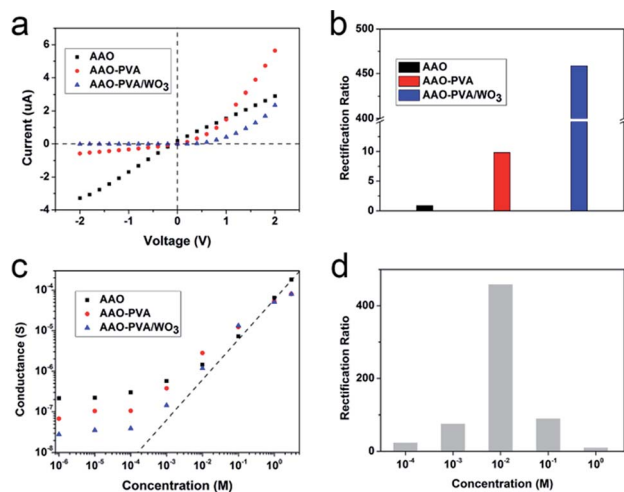 a
6
4
2
0
-2
-4
-2
-1
0
1
2
AAO
AAO-PVA
AAO-PVA/WO3
Current (uA)
Voltage (V)
b
500
450
400
10
5
0
AAO
AAO-PVA
AAO-PVA/WO3
Rectification Ratio
c
10-4
10-5
10-6
10-7
10-8
10-6
10-5
10-4
10-3
10-2
10-1
100
AAO
AAO-PVA
AAO-PVA/WO3
Conductance (S)
Concentration (M)
d
400
200
0
10-4
10-3
10-2
10-1
100
Rectification Ratio
Concentration (M)